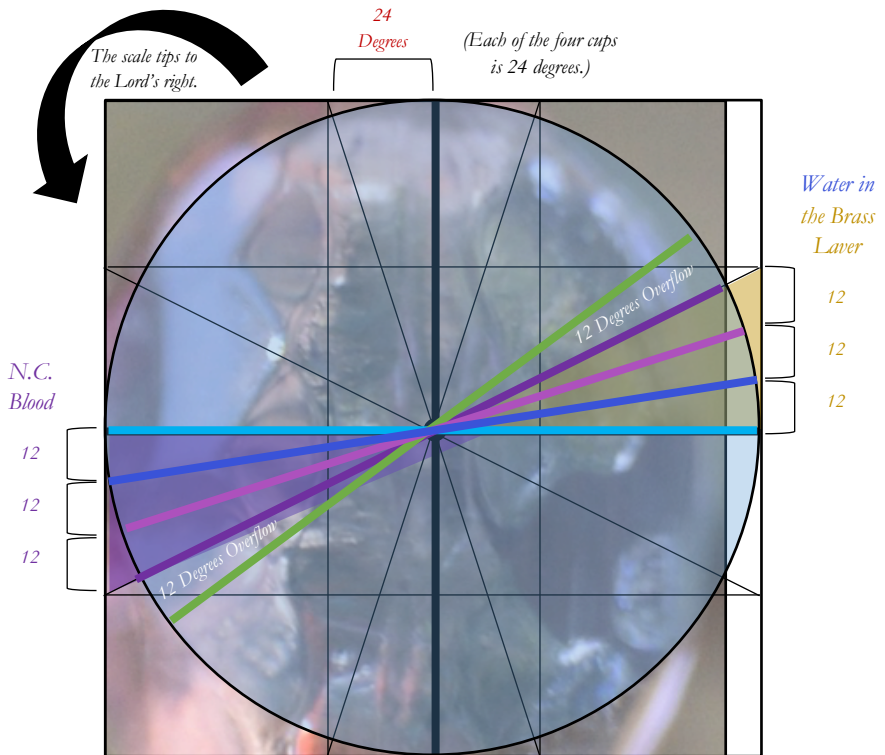 24
Degrees
(Each of the four cups
is 24 degrees.)
The scale tips to
the Lord's right.
Water in
the Brass
Laver
12
12
12
12 Degrees Overflow
N.C.
Blood
12
12
12
12 Degrees Overflow